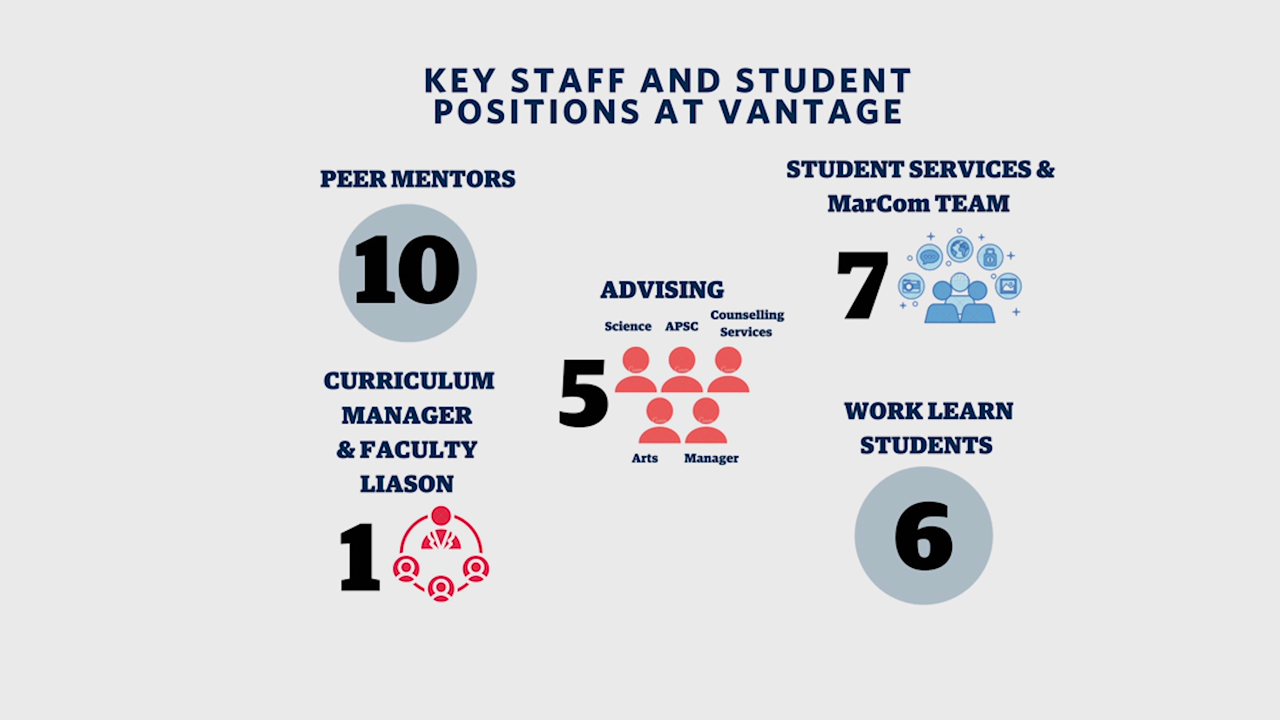 KEY STAFF AND STUDENT
POSITIONS AT VANTAGE
PEER MENTORS
10
CURRICULUM
MANAGER
& FACULTY
LIASON
1
ADVISING
Science APSC Counselling
Services
5
Arts Manager
STUDENT SERVICES &
MarCom TEAM
7
WORK LEARN
STUDENTS
6